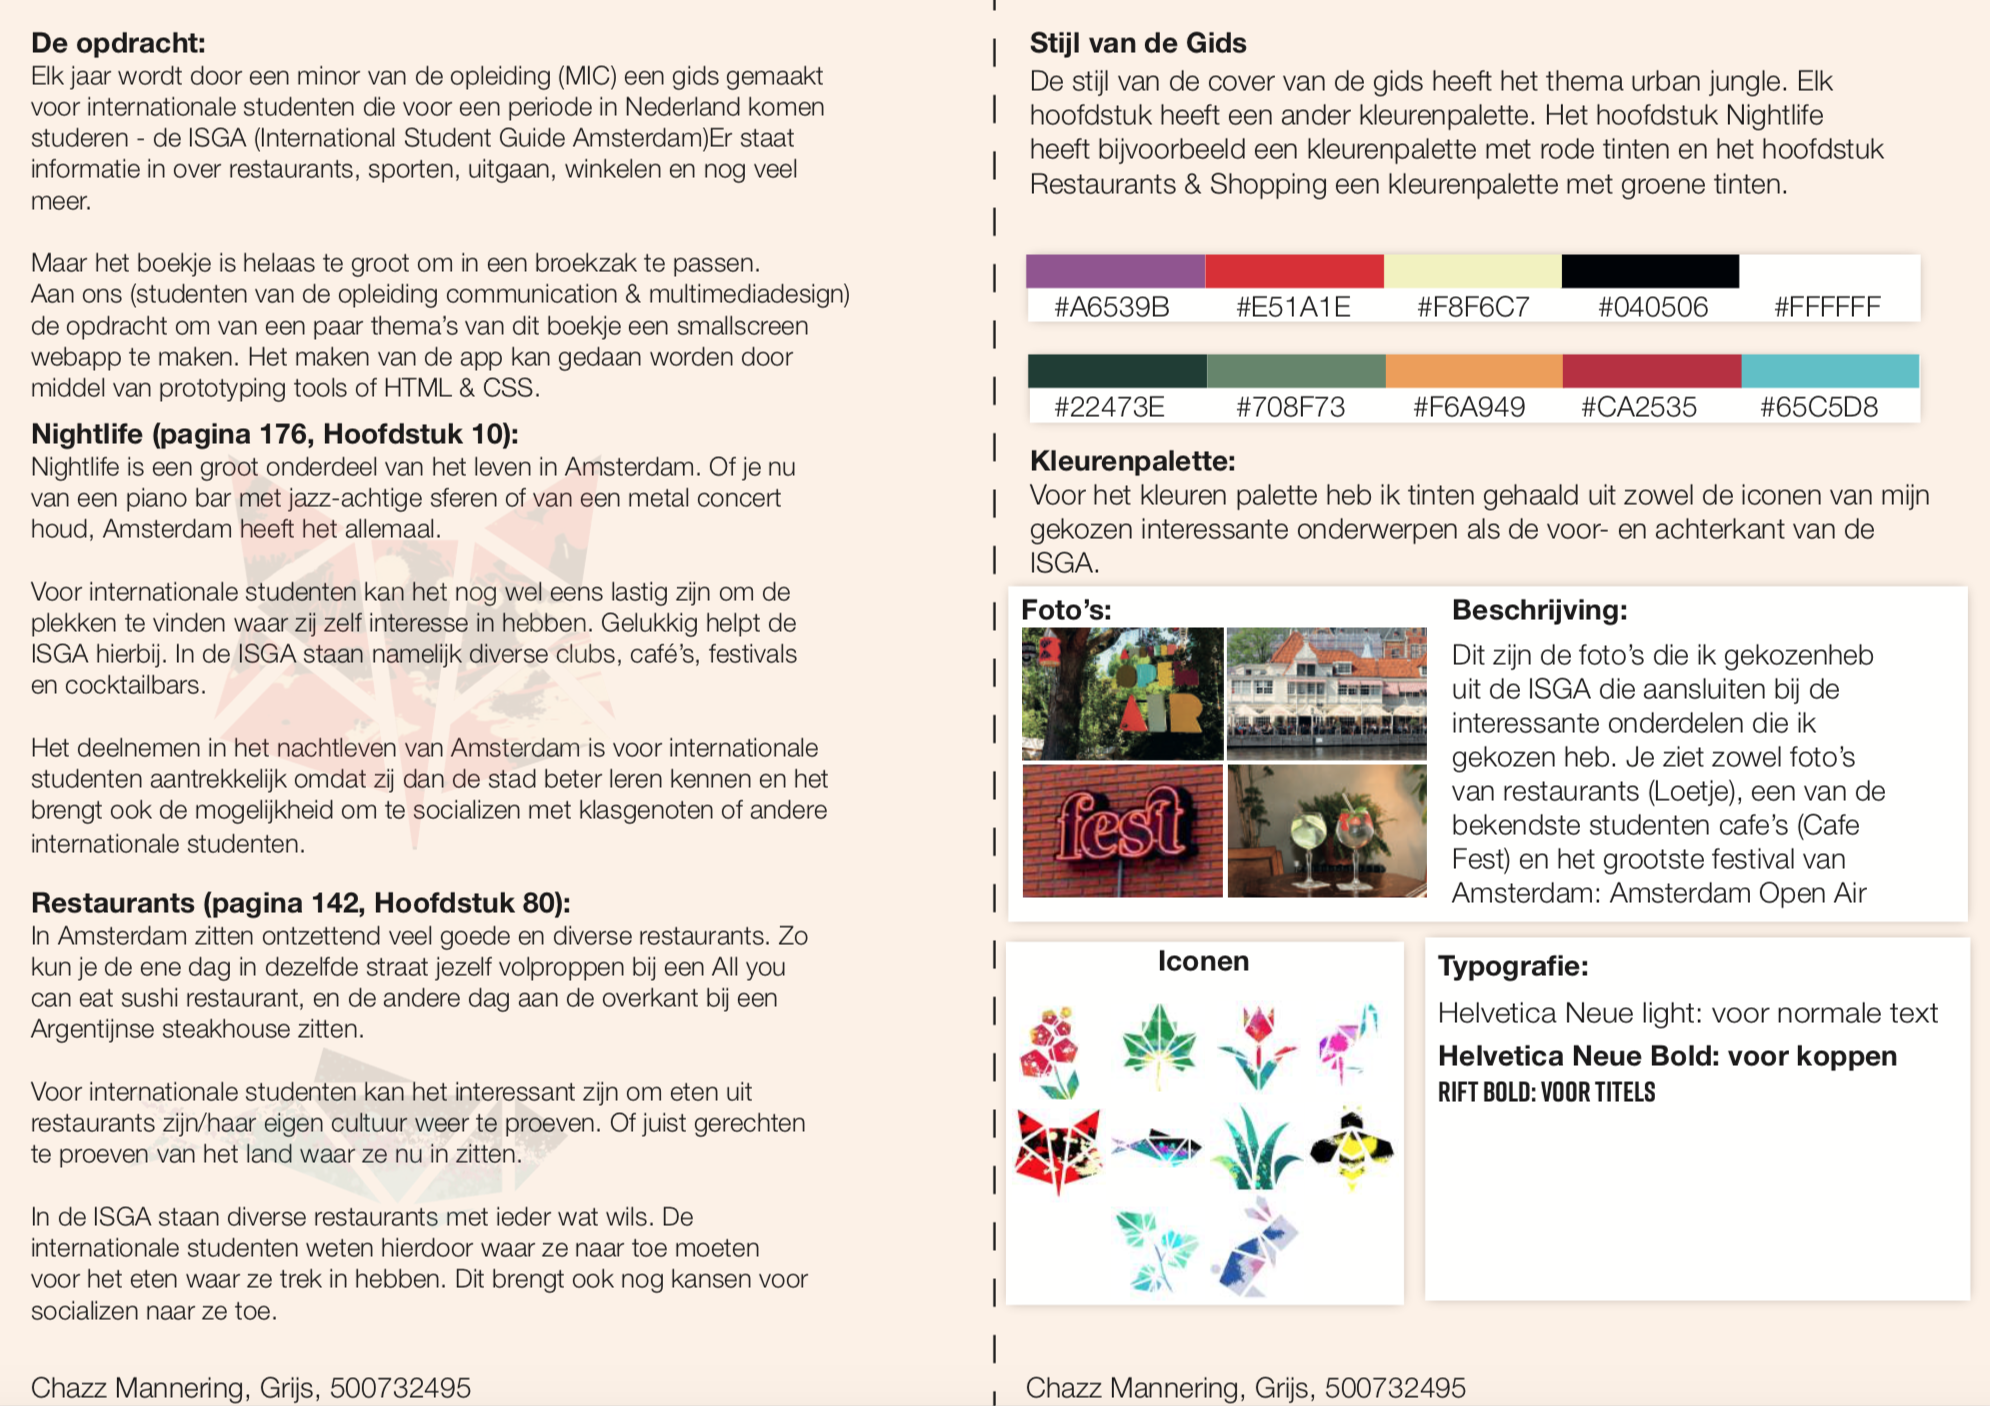 De opdracht:
Elk jaar wordt door een minor van de opleiding (MIC) een gids gemaakt
voor internationale studenten die voor een periode in Nederland komen
studeren - de ISGA (International Student Guide Amsterdam)Er staat
informatie in over restaurants, sporten, uitgaan, winkelen en nog veel
meer.
Maar het boekje is helaas te groot om in een broekzak te passen.
Aan ons (studenten van de opleiding communication & multimediadesign)
de opdracht om van een paar thema's van dit boekje een smallscreen
webapp te maken. Het maken van de app kan gedaan worden door
middel van prototyping tools of HTML & CSS.
Nightlife (pagina 176, Hoofdstuk 10):
Nightlife is een groot onderdeel van het leven in Amsterdam. Of je nu
van een piano bar met jazz-achtige sferen of van een metal concert
houd, Amsterdam heeft het allemaal.
Voor internationale studenten kan het nog wel eens lastig zijn om de
plekken te vinden waar zij zelf interesse in hebben. Gelukkig helpt de
ISGA hierbij. In de ISGA staan namelijk diverse clubs, café's, festivals
en cocktailbars.
Het deelnemen in het nachtleven van Amsterdam is voor internationale
studenten aantrekkelijk omdat zij dan de stad beter leren kennen en het
brengt ook de mogelijkheid om te socializen met klasgenoten of andere
internationale studenten.
Restaurants (pagina 142, Hoofdstuk 80):
In Amsterdam zitten ontzettend veel goede en diverse restaurants. Zo
kun je de ene dag in dezelfde straat jezelf volproppen bij een All you
can eat sushi restaurant, en de andere dag aan de overkant bij een
Argentijnse steakhouse zitten.
Voor internationale studenten kan het interessant zijn om eten uit
restaurants zijn/haar eigen cultuur weer te proeven. Of juist gerechten
te proeven van het land waar ze nu in zitten.
In de ISGA staan diverse restaurants met ieder wat wils. De
internationale studenten weten hierdoor waar ze naar toe moeten
voor het eten waar ze trek in hebben. Dit brengt ook nog kansen voor
socializen naar ze toe.
Chazz Mannering, Grijs, 500732495
Stijl van de Gids
De stijl van de cover van de gids heeft het thema urban jungle. Elk
hoofdstuk heeft een ander kleurenpalette. Het hoofdstuk Nightlife
heeft bijvoorbeeld een kleurenpalette met rode tinten en het hoofdstuk
Restaurants & Shopping een kleurenpalette met groene tinten.
#A6539B #E51A1E #F8F6C7 #040506 #FFFFFF
#22473E #708F73 #F6A949 #CA2535 #65C5D8
Kleurenpalette:
Voor het kleuren palette heb ik tinten gehaald uit zowel de iconen van mijn
gekozen interessante onderwerpen als de voor- en achterkant van de
ISGA.
Foto's:
OPEN
AIR
fest
Beschrijving:
Dit zijn de foto's die ik gekozenheb
uit de ISGA die aansluiten bij de
interessante onderdelen die ik
gekozen heb. Je ziet zowel foto's
van restaurants (Loetje), een van de
bekendste studenten cafe's (Cafe
Fest) en het grootste festival van
Amsterdam: Amsterdam Open Air
Iconen
Typografie:
Helvetica Neue light: voor normale text
Helvetica Neue Bold: voor koppen
RIFT BOLD: VOOR TITELS
Chazz Mannering, Grijs, 500732495